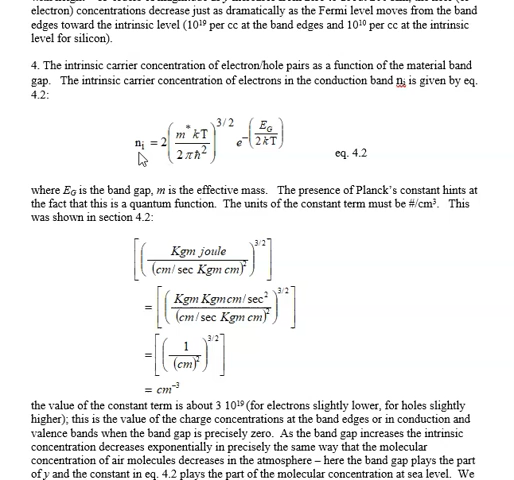 electron) concentrations decrease just as dramatically as the Fermi level moves from the band
edges toward the intrinsic level (10¹⁹ per cc at the band edges and 10¹⁰ per cc at the intrinsic
level for silicon).
4. The intrinsic carrier concentration of electron/hole pairs as a function of the material band
gap. The intrinsic carrier concentration of electrons in the conduction band nᵢ is given by eq.
4.2:
nᵢ = 2(m*kT / 2πħ²)^3/2 e^-(E_G / 2kT)
eq. 4.2
where E_G is the band gap, m is the effective mass. The presence of Planck's constant hints at
the fact that this is a quantum function. The units of the constant term must be #/cm³. This
was shown in section 4.2:
[(Kgm joule / (cm/sec Kgm cm)²)^3/2]
= [(Kgm Kgmcm/sec² / (cm/sec Kgm cm)²)^3/2]
= [(1 / (cm)²)^3/2]
= cm⁻³
the value of the constant term is about 3 10¹⁹ (for electrons slightly lower, for holes slightly
higher); this is the value of the charge concentrations at the band edges or in conduction and
valence bands when the band gap is precisely zero. As the band gap increases the intrinsic
concentration decreases exponentially in precisely the same way that the molecular
concentration of air molecules decreases in the atmosphere – here the band gap plays the part
of y and the constant in eq. 4.2 plays the part of the molecular concentration at sea level. We